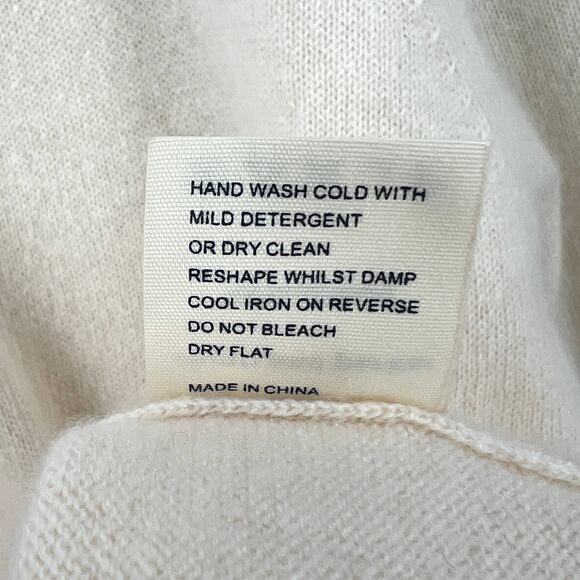 HAND WASH COLD WITH
MILD DETERGENT
OR DRY CLEAN
RESHAPE WHILST DAMP
COOL IRON ON REVERSE
DO NOT BLEACH
DRY FLAT
MADE IN CHINA